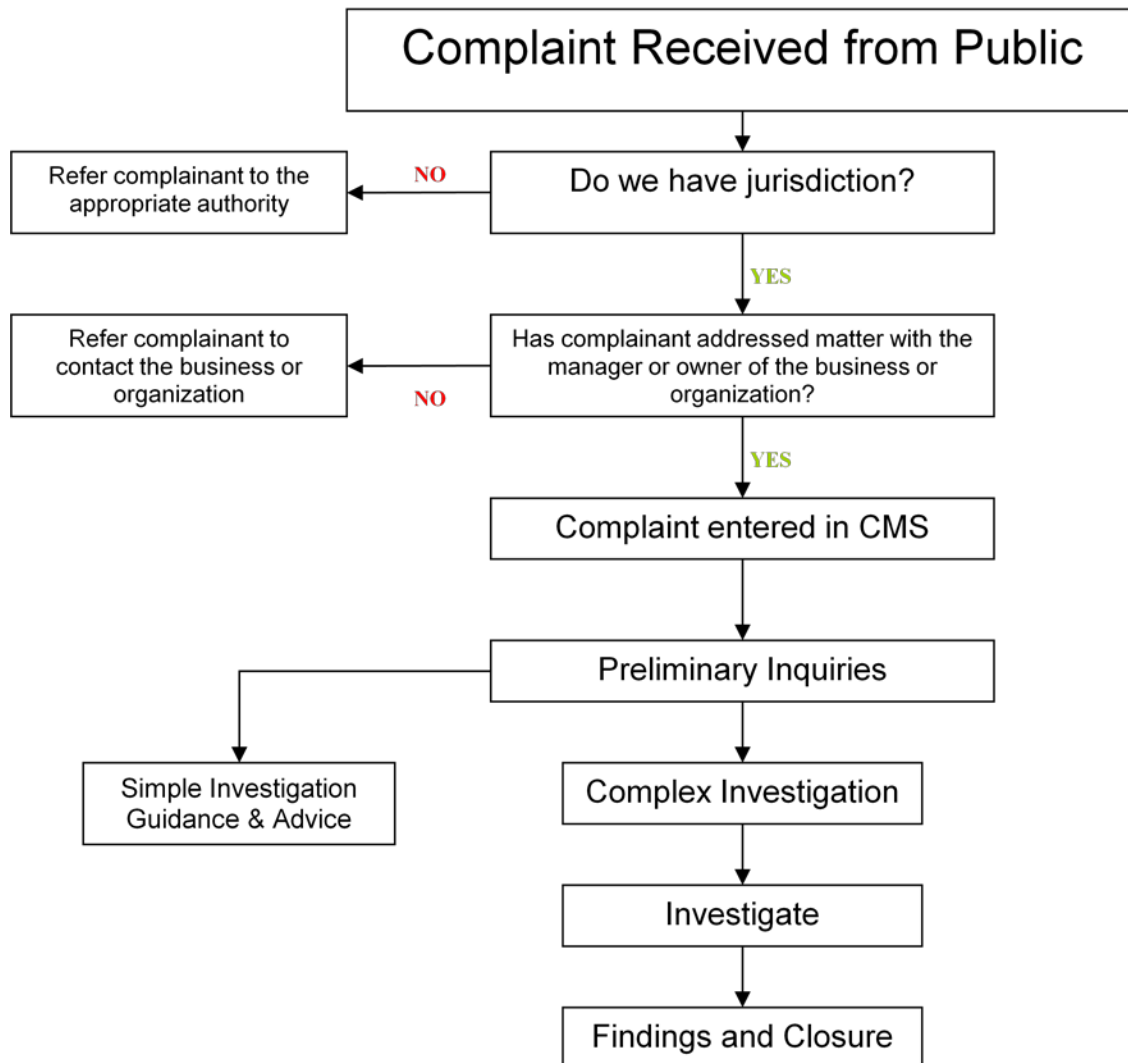 Complaint Received from Public
Refer complainant to the
appropriate authority
NO
Do we have jurisdiction?
YES
Refer complainant to
contact the business or
organization
NO
Has complainant addressed matter with the
manager or owner of the business or
organization?
YES
Complaint entered in CMS
Preliminary Inquiries
Simple Investigation
Guidance & Advice
Complex Investigation
Investigate
Findings and Closure